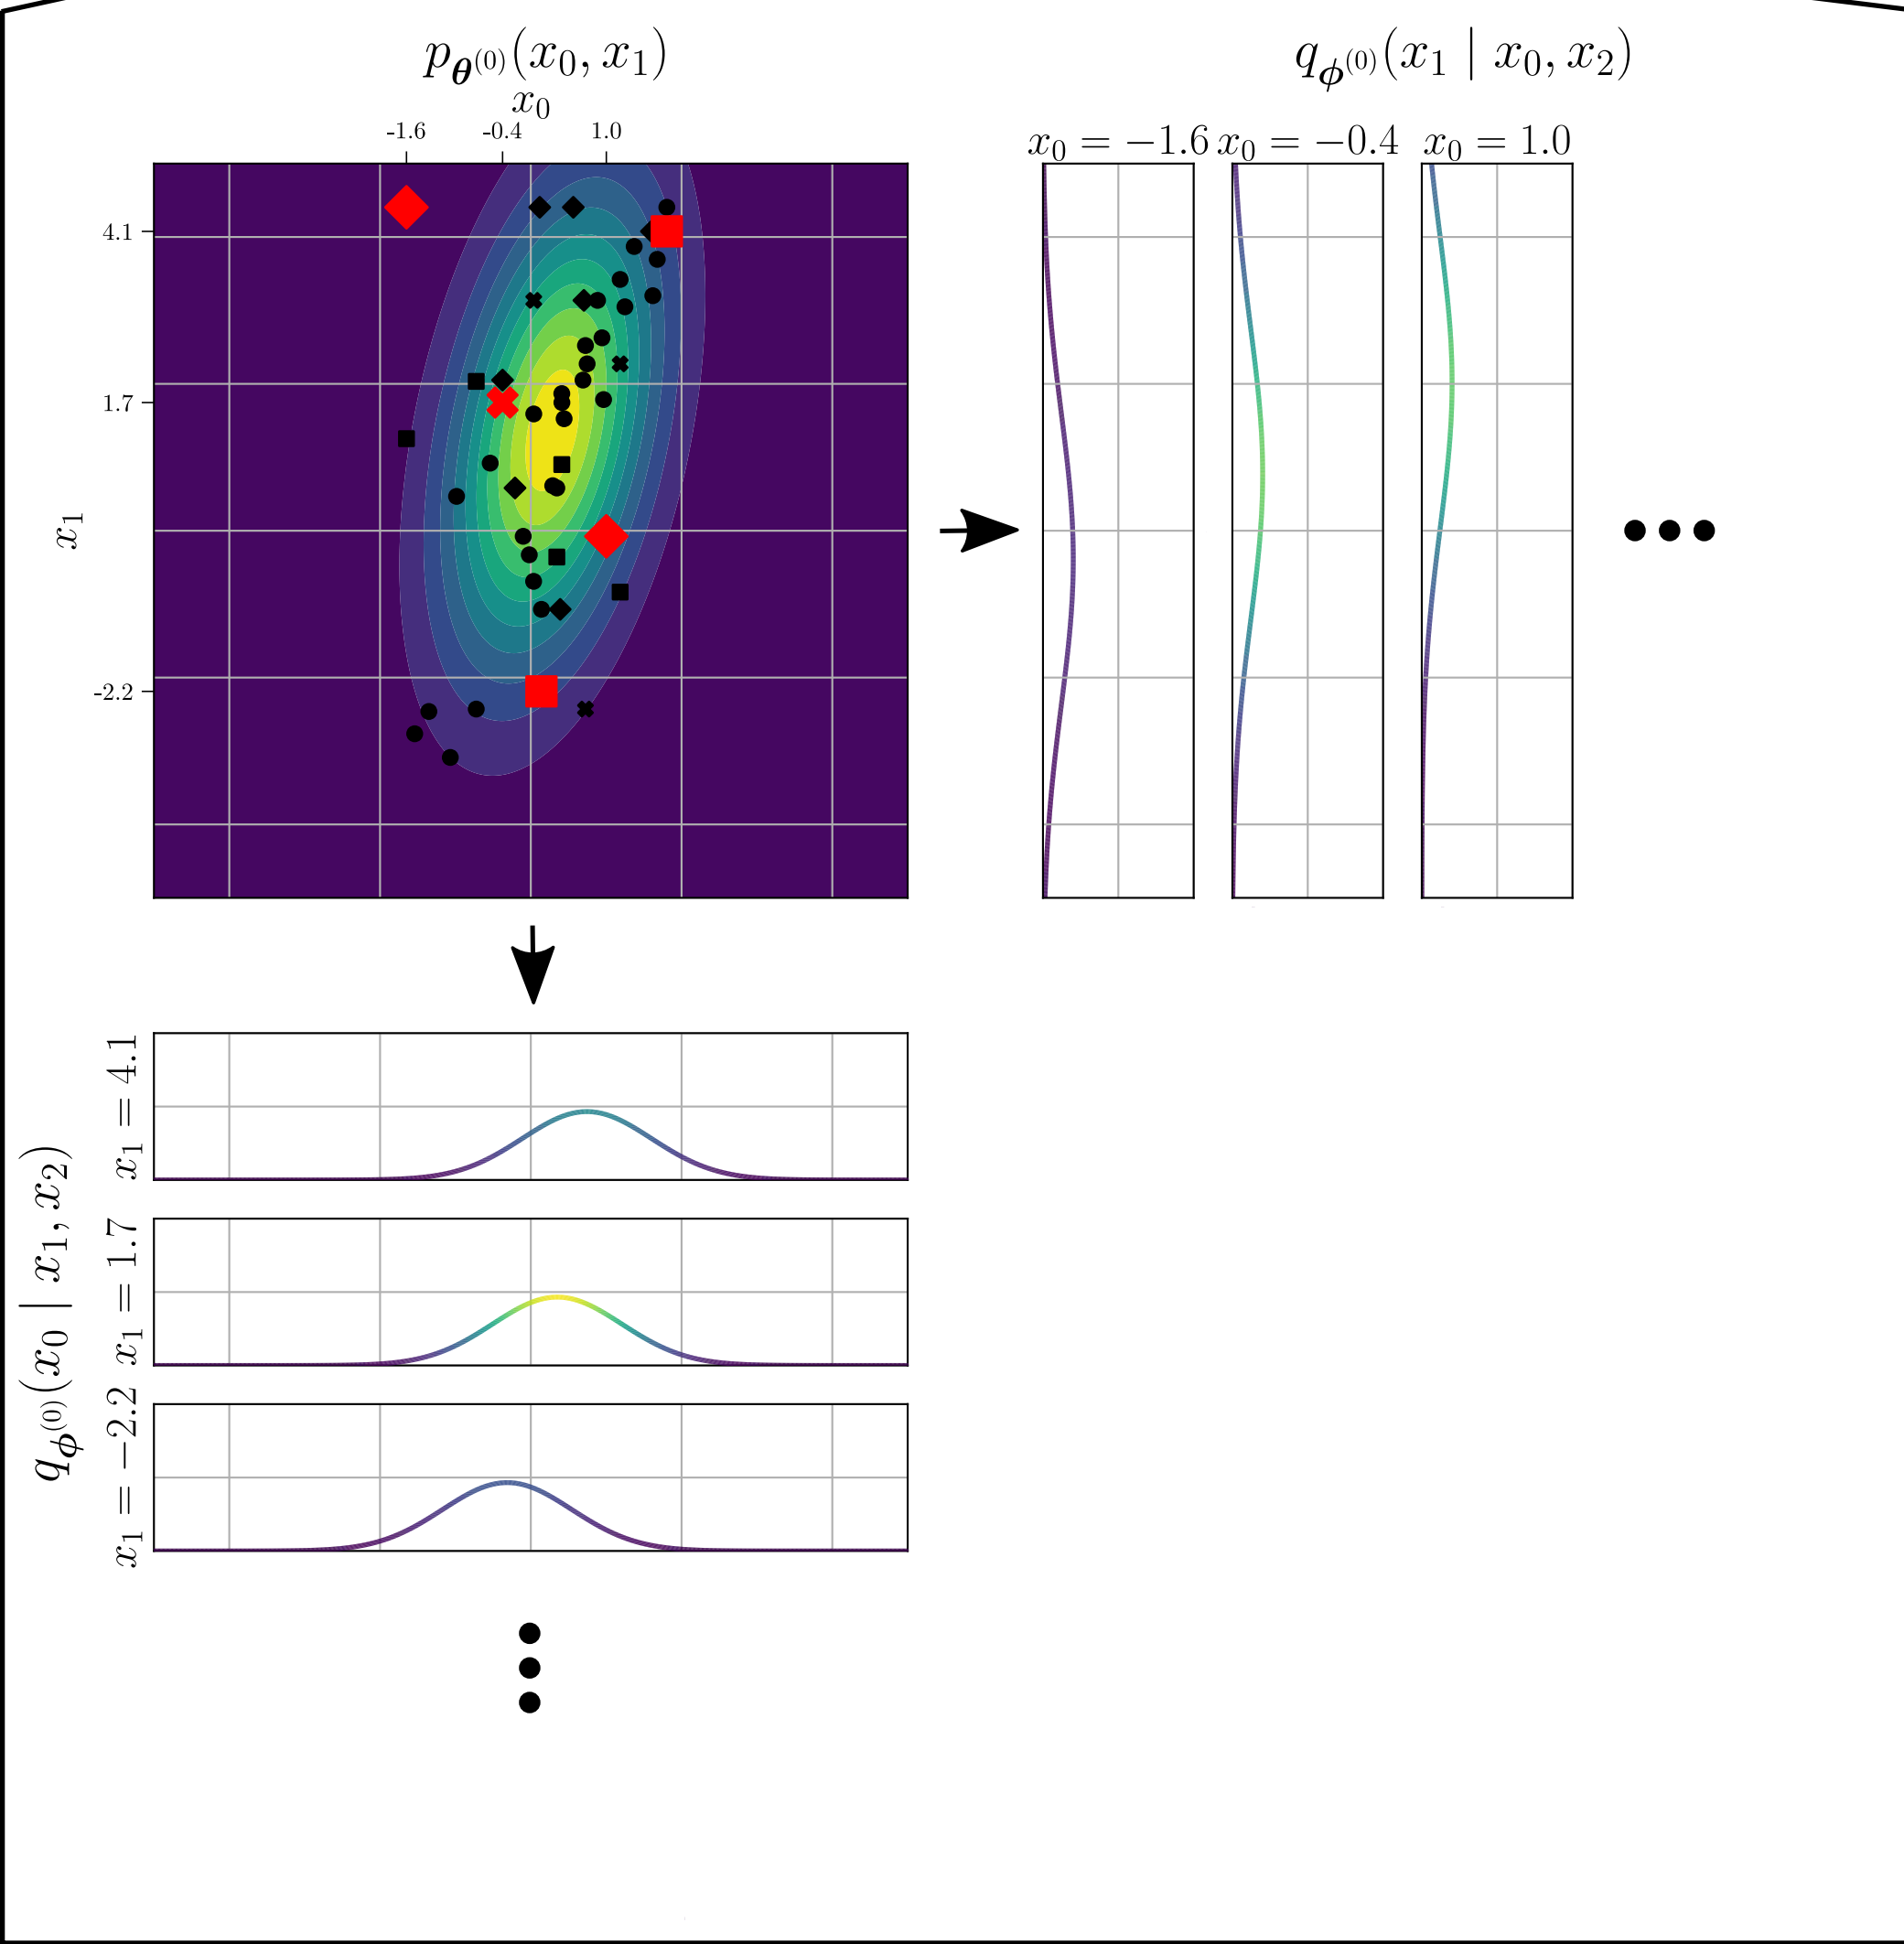 p_{θ^{(0)}}(x_0, x_1)
q_{ϕ^{(0)}}(x_1 | x_0, x_2)
x_0
-1.6 -0.4 1.0
x_0 = −1.6 x_0 = −0.4 x_0 = 1.0
4.1
1.7
x_1
-2.2
q_{ϕ^{(0)}}(x_0 | x_1, x_2)
x_1 = 4.1
x_1 = 1.7
x_1 = −2.2